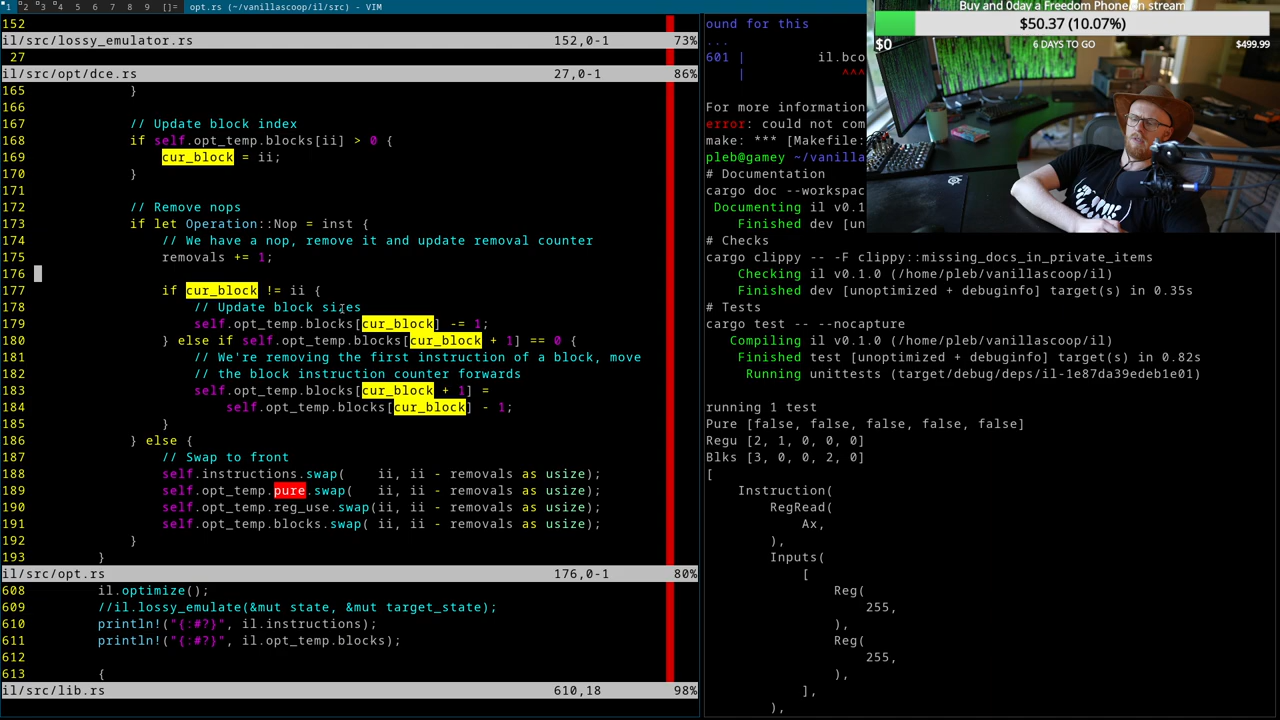 1 2 3 4 5 6 7 8 9 []= opt.rs (~/vanillascoop/il/src) - VIM
152
il/src/lossy_emulator.rs 152,0-1 73%
27
il/src/opt/dce.rs 27,0-1 86%
165 }
166
167 // Update block index
168 if self.opt_temp.blocks[ii] > 0 {
169 cur_block = ii;
170 }
171
172 // Remove nops
173 if let Operation::Nop = inst {
174 // We have a nop, remove it and update removal counter
175 removals += 1;
176
177 if cur_block != ii {
178 // Update block sizes
179 self.opt_temp.blocks[cur_block] -= 1;
180 } else if self.opt_temp.blocks[cur_block + 1] == 0 {
181 // We're removing the first instruction of a block, move
182 // the block instruction counter forwards
183 self.opt_temp.blocks[cur_block + 1] =
184 self.opt_temp.blocks[cur_block] - 1;
185 }
186 } else {
187 // Swap to front
188 self.instructions.swap( ii, ii - removals as usize);
189 self.opt_temp.pure.swap( ii, ii - removals as usize);
190 self.opt_temp.reg_use.swap(ii, ii - removals as usize);
191 self.opt_temp.blocks.swap( ii, ii - removals as usize);
192 }
193 }
il/src/opt.rs 176,0-1 80%
608 il.optimize();
609 //il.lossy_emulate(&mut state, &mut target_state);
610 println!("{:#?}", il.instructions);
611 println!("{:#?}", il.opt_temp.blocks);
612
613 {
il/src/lib.rs 610,18 98%
ound for this
...
601 | il.bco
| ^^^
For more information
error: could not com
make: *** [Makefile:
pleb@gamey ~/vanilla
# Documentation
cargo doc --workspac
Documenting il v0.1
Finished dev [un
# Checks
cargo clippy -- -F clippy::missing_docs_in_private_items
Checking il v0.1.0 (/home/pleb/vanillascoop/il)
Finished dev [unoptimized + debuginfo] target(s) in 0.35s
# Tests
cargo test -- --nocapture
Compiling il v0.1.0 (/home/pleb/vanillascoop/il)
Finished test [unoptimized + debuginfo] target(s) in 0.82s
Running unittests (target/debug/deps/il-1e87da39edeb1e01)
running 1 test
Pure [false, false, false, false, false]
Regu [2, 1, 0, 0, 0]
Blks [3, 0, 0, 2, 0]
[
Instruction(
RegRead(
Ax,
),
Inputs(
[
Reg(
255,
),
Reg(
255,
),
],
),
Buy and 0day a Freedom Phone on stream
$50.37 (10.07%)
$0 6 DAYS TO GO $499.99